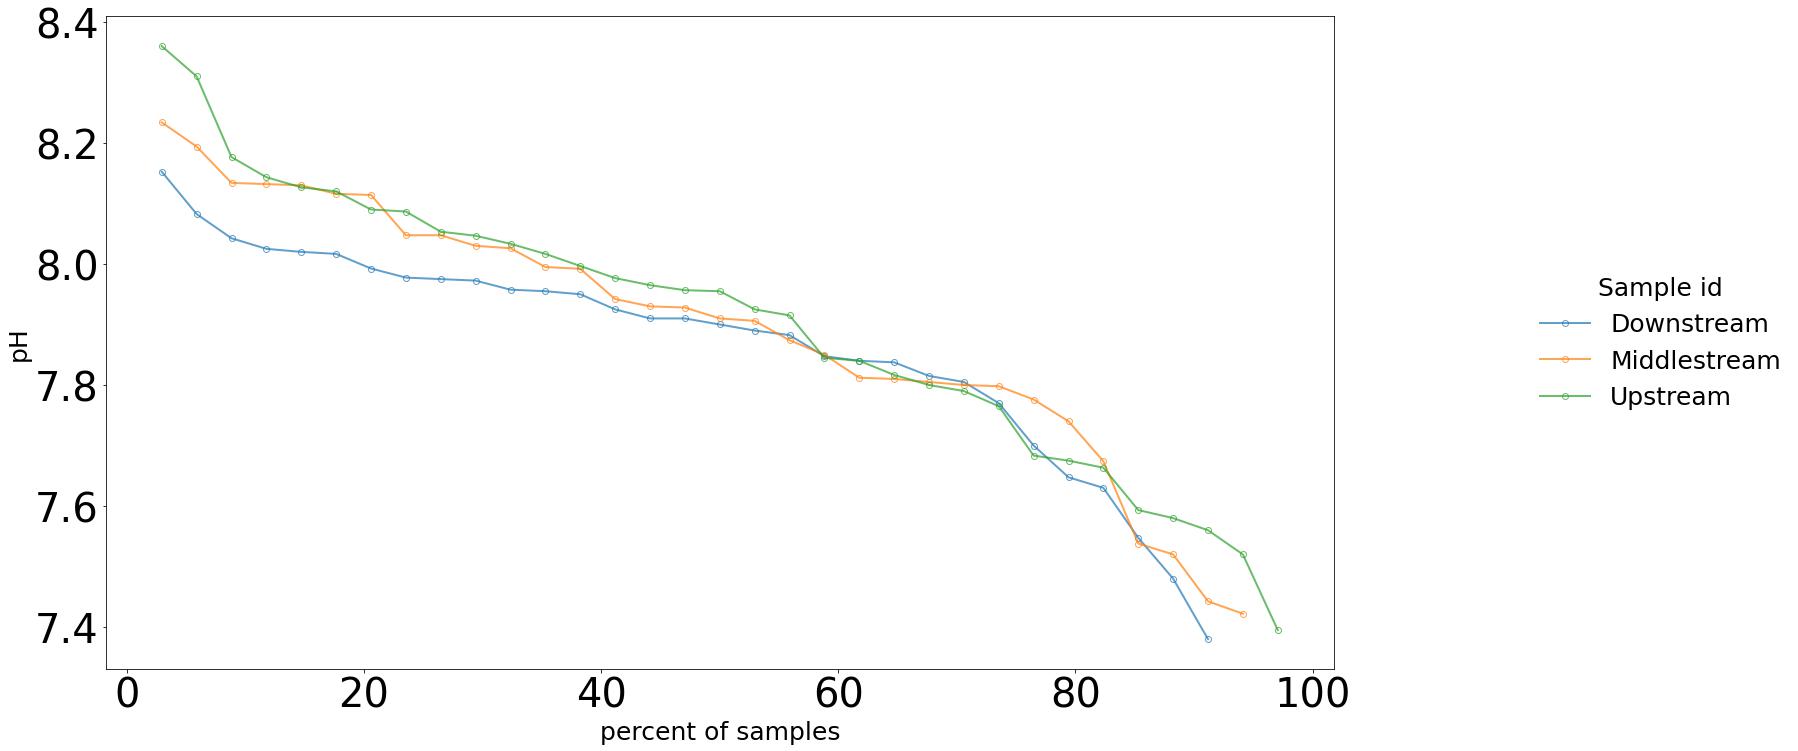 8.4
8.2
8.0
7.8
7.6
7.4
pH
0 20 40 60 80 100
percent of samples
Sample id
Downstream
Middlestream
Upstream